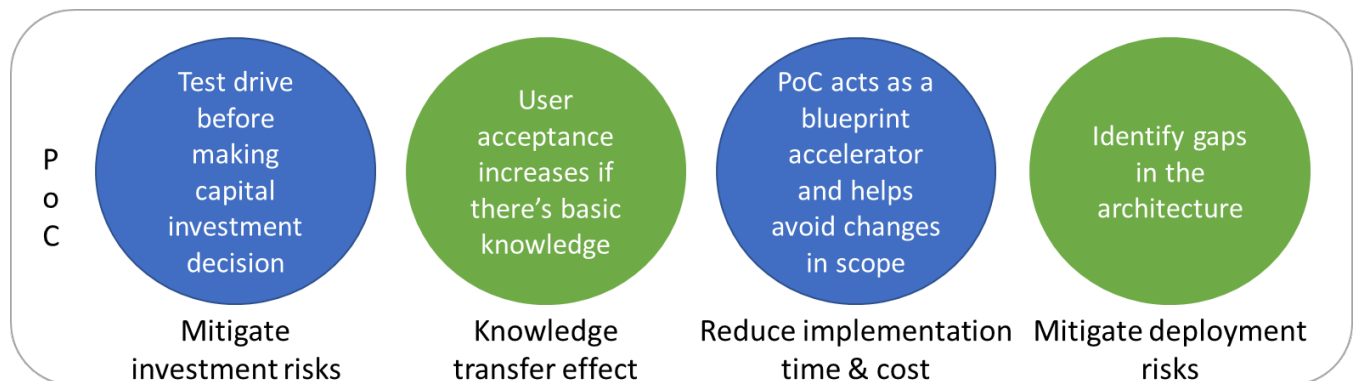 P
o
C
Test drive
before
making
capital
investment
decision
Mitigate
investment risks
User
acceptance
increases if
there’s basic
knowledge
Knowledge
transfer effect
PoC acts as a
blueprint
accelerator
and helps
avoid changes
in scope
Reduce implementation
time & cost
Identify gaps
in the
architecture
Mitigate deployment
risks